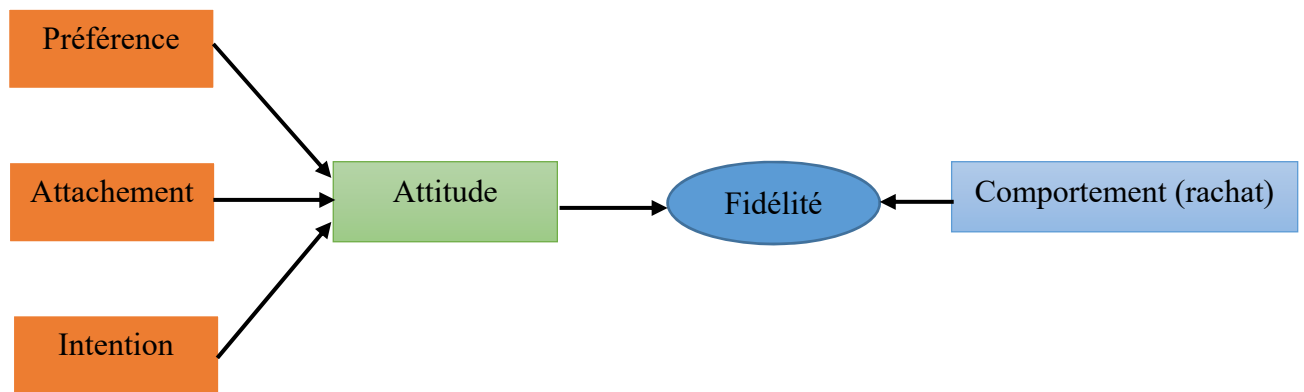 Préférence
Attachement
Attitude
Fidélité
Comportement (rachat)
Intention